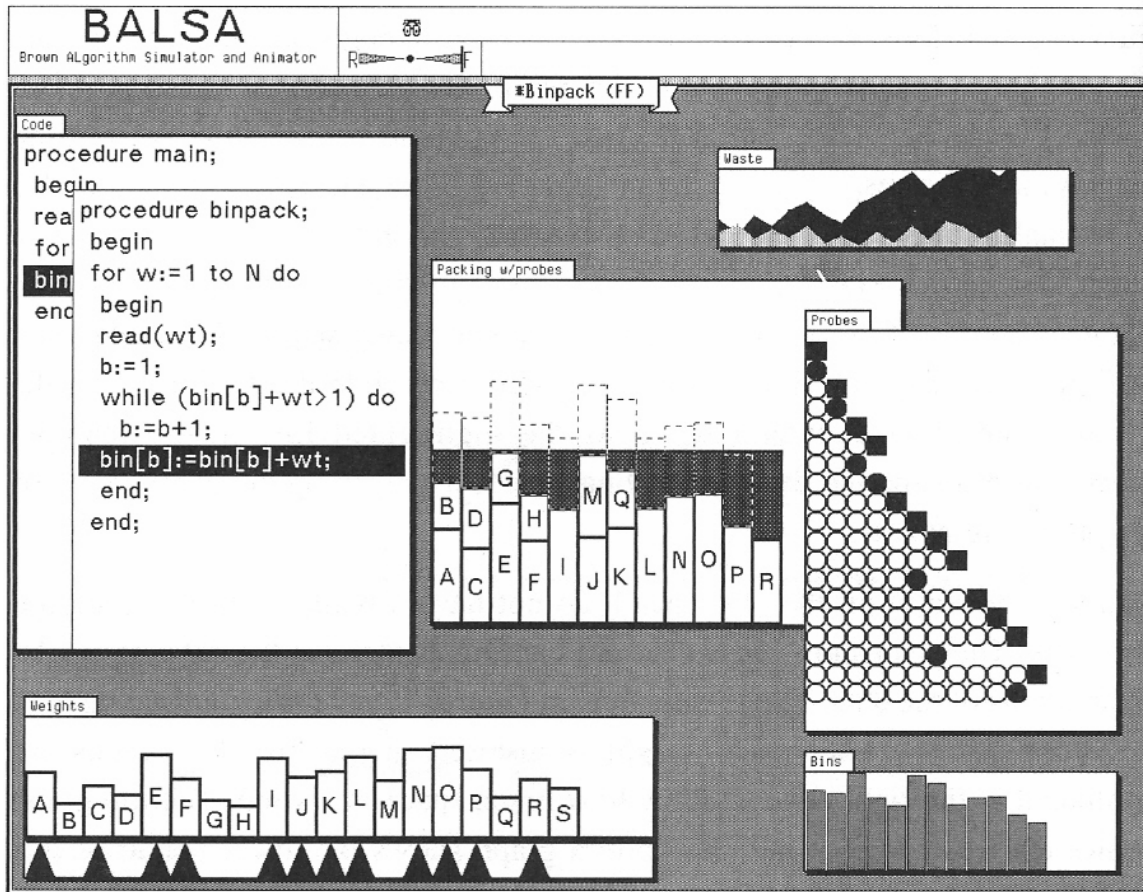 BALSA
Brown ALgorithm Simulator and Animator
R F
*Binpack (FF)
Code
procedure main;
begin
rea
for
binp
end
procedure binpack;
begin
for w:=1 to N do
begin
read(wt);
b:=1;
while (bin[b]+wt>1) do
b:=b+1;
bin[b]:=bin[b]+wt;
end;
end;
Waste
Packing w/probes
G M Q
B D H
A C E F I J K L N O P R
Probes
Weights
A B C D E F G H I J K L M N O P Q R S
Bins